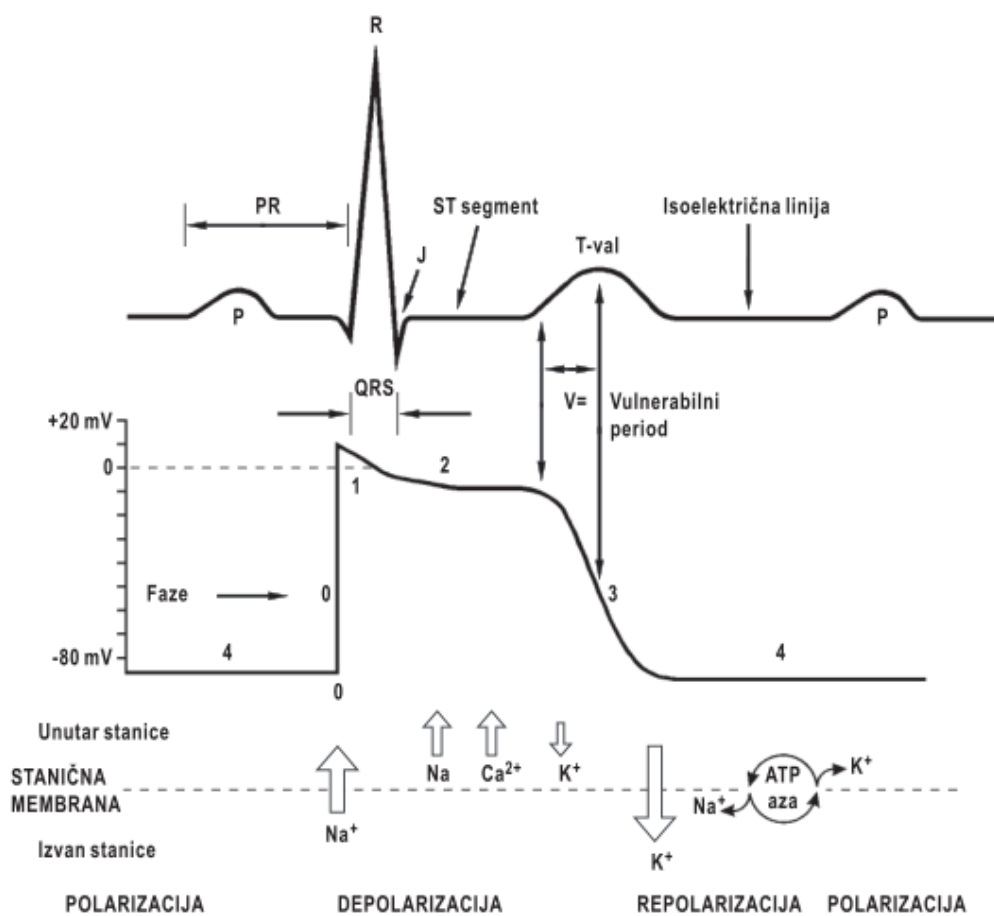 R
PR
ST segment
Isoelektrična linija
J
T-val
P
P
QRS
V= Vulnerabilni
period
+20 mV
0
2
1
Faze
0
3
4
4
-80 mV
0
Unutar stanice
Na
Ca²⁺
K⁺
STANIČNA
MEMBRANA
ATP
aza
K⁺
Na⁺
Na⁺
K⁺
Izvan stanice
POLARIZACIJA DEPOLARIZACIJA REPOLARIZACIJA POLARIZACIJA